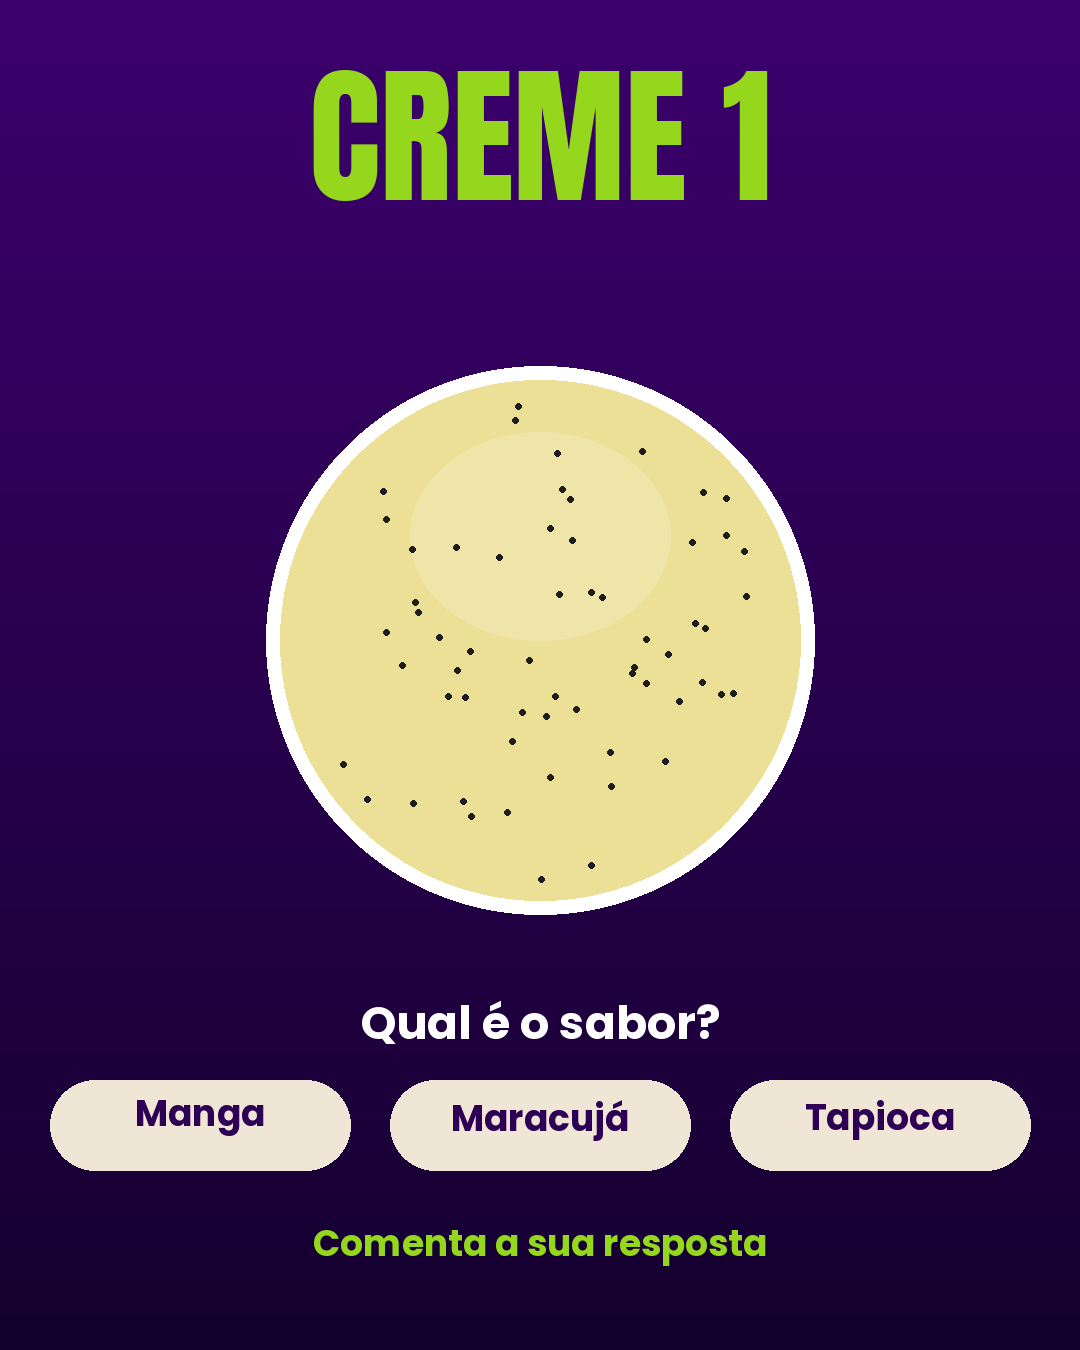 CREME 1
Qual é o sabor?
Manga
Maracujá
Tapioca
Comenta a sua resposta